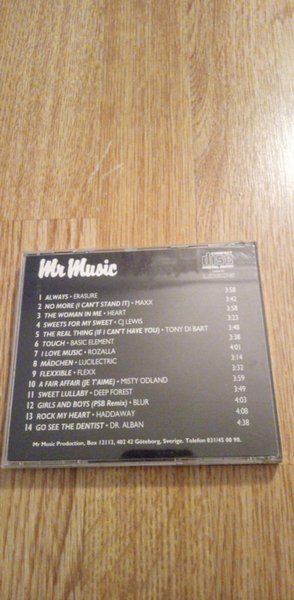 Mr Music
COMPACT
disc
DIGITAL AUDIO
1 ALWAYS • ERASURE 3:58
2 NO MORE (I CAN'T STAND IT) • MAXX 3:42
3 THE WOMAN IN ME • HEART 3:58
4 SWEETS FOR MY SWEET • CJ LEWIS 3:23
5 THE REAL THING (IF I CAN'T HAVE YOU) • TONY DI BART 3:48
6 TOUCH • BASIC ELEMENT 3:38
7 I LOVE MUSIC • ROZALLA 4:01
8 MÄDCHEN • LUCILECTRIC 3:14
9 FLEXXIBLE • FLEXX 3:32
10 A FAIR AFFAIR (JE T'AIME) • MISTY ODLAND 3:59
11 SWEET LULLABY • DEEP FOREST 3:49
12 GIRLS AND BOYS (PSB Remix) • BLUR 4:03
13 ROCK MY HEART • HADDAWAY 4:08
14 GO SEE THE DENTIST • DR. ALBAN 4:38
Mr Music Production, Box 12113, 402 42 Göteborg, Sverige. Telefon 031/45 00 90.